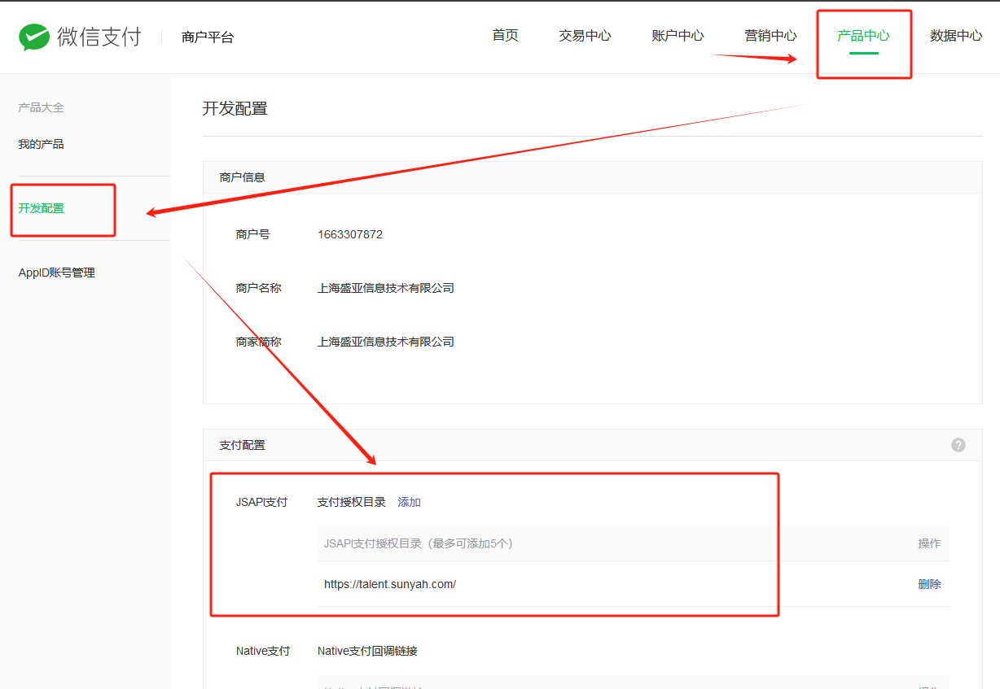 微信支付 商户平台 首页 交易中心 账户中心 营销中心 产品中心 数据中心
产品大全
我的产品
开发配置
AppID账号管理
开发配置
商户信息
商户号 1663307872
商户名称 上海盛亚信息技术有限公司
商家简称 上海盛亚信息技术有限公司
支付配置 ?
JSAPI支付 支付授权目录 添加
JSAPI支付授权目录（最多可添加5个） 操作
https://talent.sunyah.com/ 删除
Native支付 Native支付回调链接